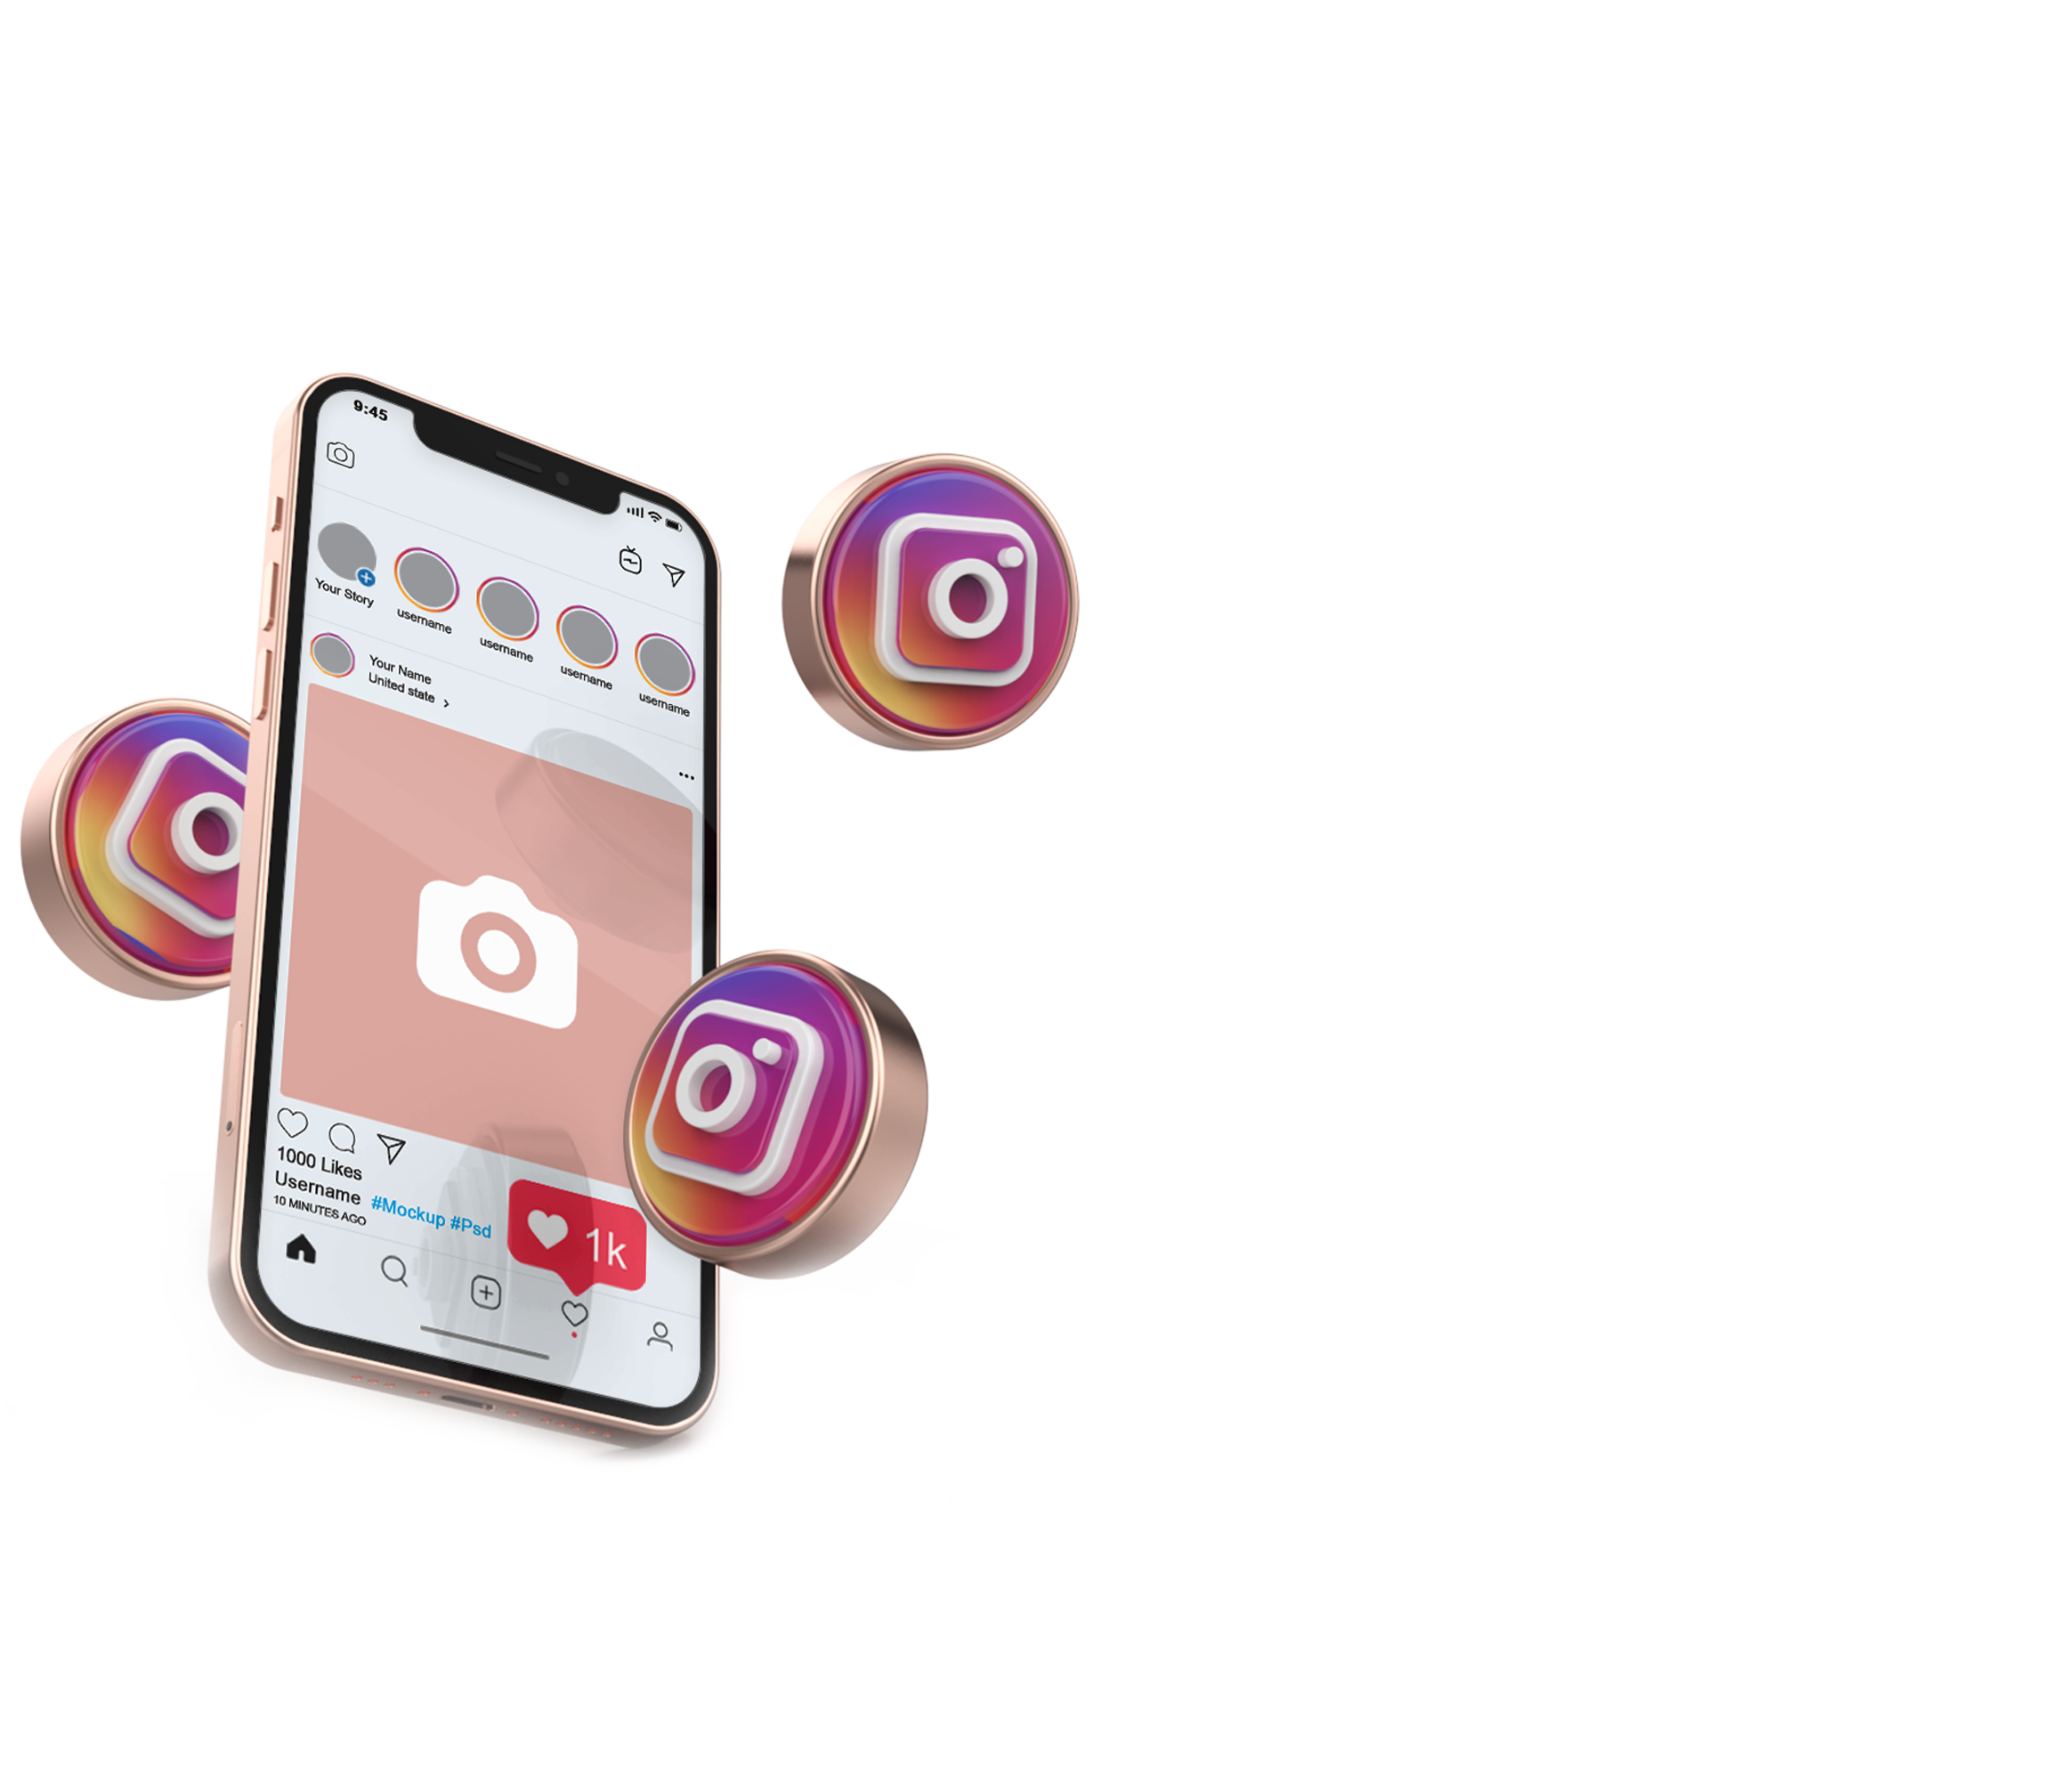 9:45
Your Story
username
username
username
username
Your Name
United state
1000 Likes
Username #Mockup #Psd
10 MINUTES AGO
1k